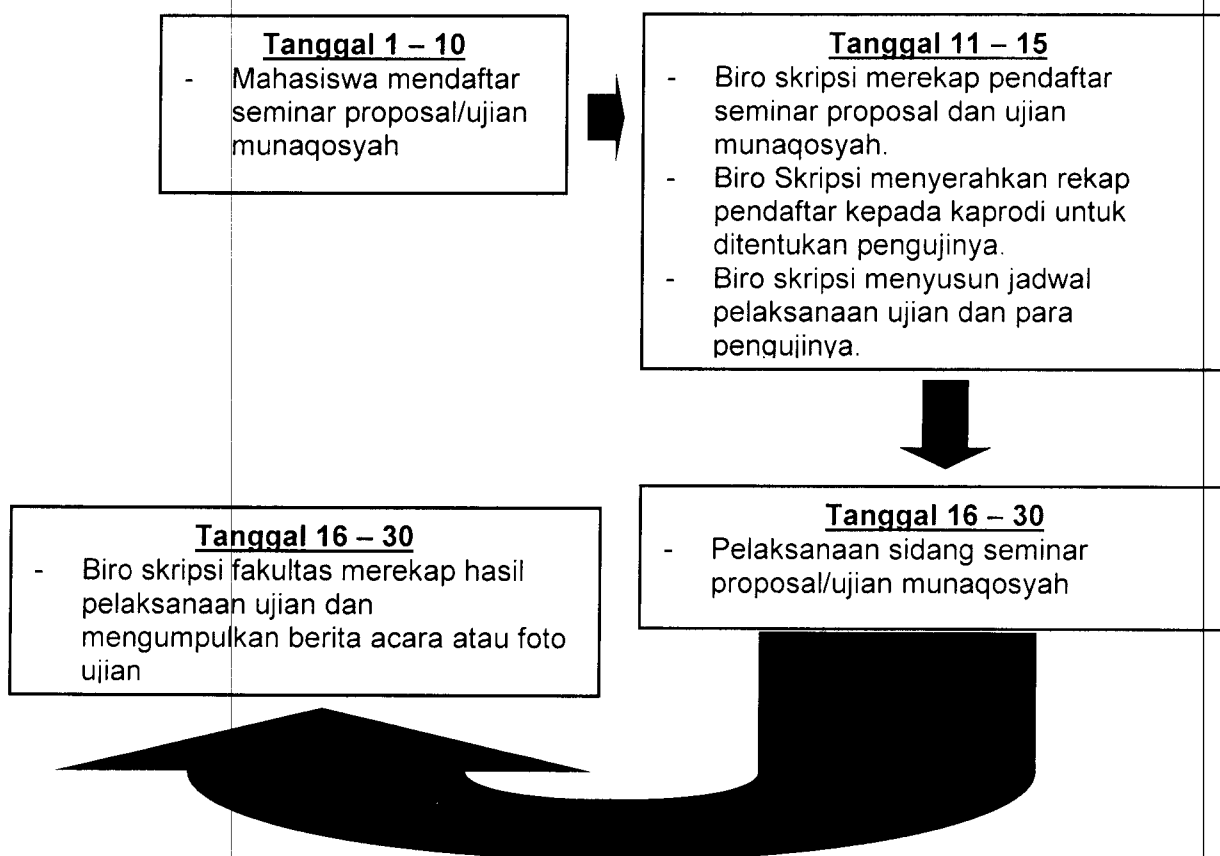 Tanggal 1 – 10
- Mahasiswa mendaftar
seminar proposal/ujian
munaqosyah
Tanggal 11 – 15
- Biro skripsi merekap pendaftar
seminar proposal dan ujian
munaqosyah.
- Biro Skripsi menyerahkan rekap
pendaftar kepada kaprodi untuk
ditentukan pengujinya.
- Biro skripsi menyusun jadwal
pelaksanaan ujian dan para
pengujinya.
Tanggal 16 – 30
- Pelaksanaan sidang seminar
proposal/ujian munaqosyah
Tanggal 16 – 30
- Biro skripsi fakultas merekap hasil
pelaksanaan ujian dan
mengumpulkan berita acara atau foto
ujian